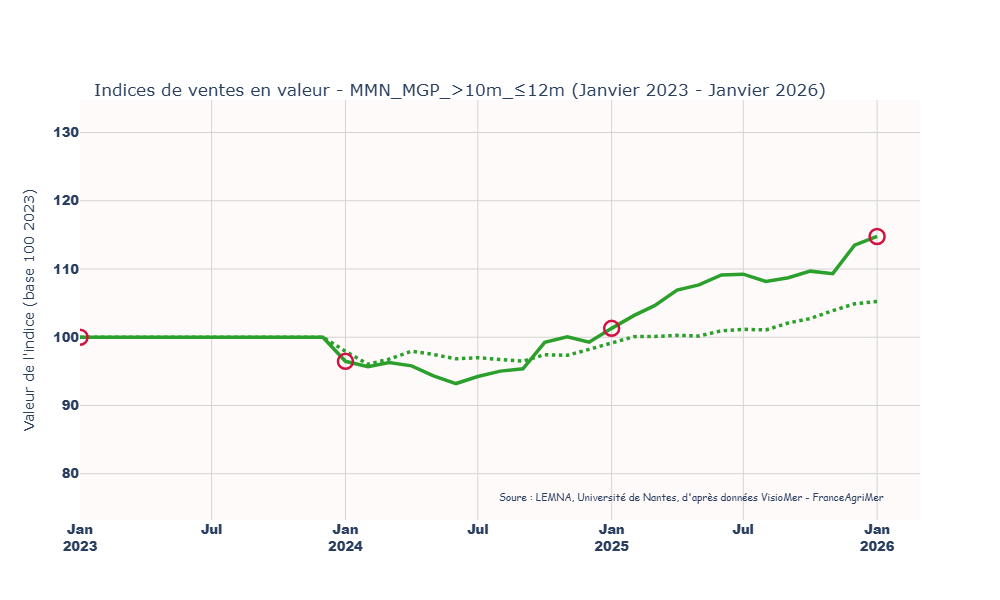 Indices de ventes en valeur - MMN_MGP_>10m_≤12m (Janvier 2023 - Janvier 2026)
Valeur de l'indice (base 100 2023)
130
120
110
100
90
80
Soure : LEMNA, Université de Nantes, d'après données VisioMer - FranceAgriMer
Jan Jul Jan Jul Jan Jul Jan
2023 2024 2025 2026